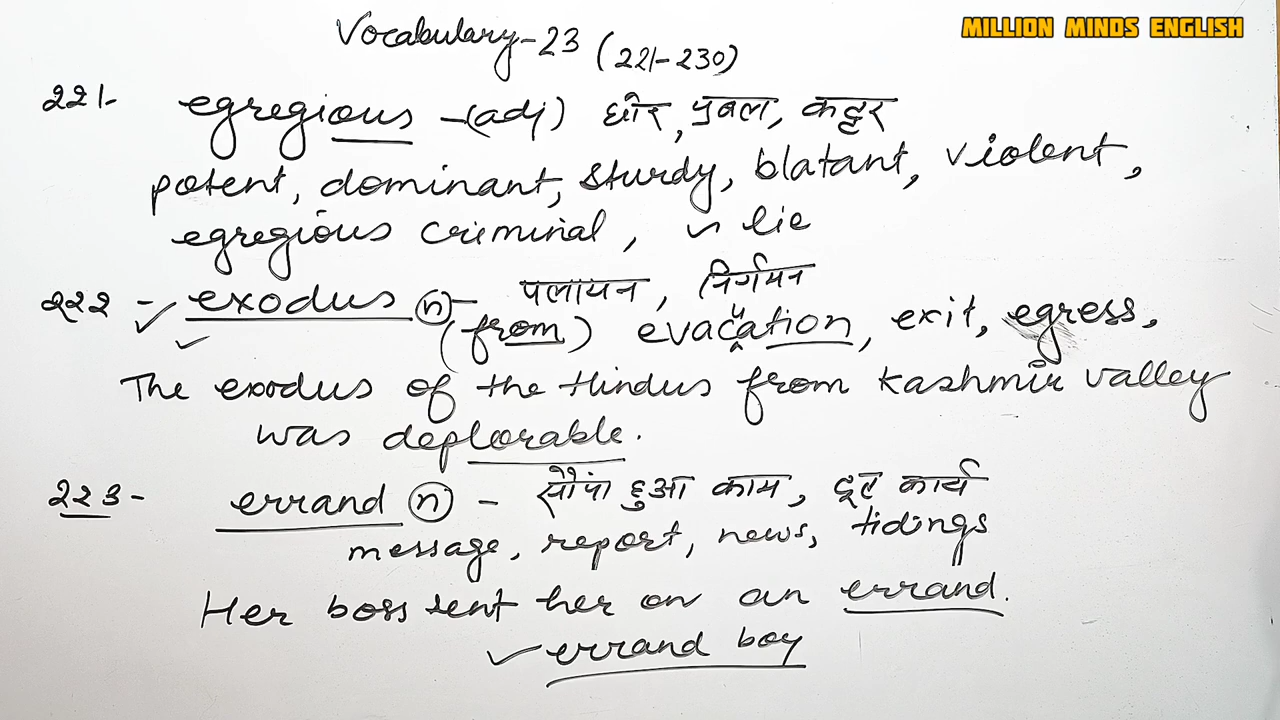 MILLION MINDS ENGLISH
Vocabulary-23 (221-230)
221- egregious -(adj) घोर, प्रबल, कट्टर
potent, dominant, sturdy, blatant, violent,
egregious criminal, " lie
222 - exodus (n)- पलायन, निर्गमन
(from) evacuation, exit, egress,
The exodus of the Hindus from Kashmir valley
was deplorable.
223- errand (n) - सौंपा हुआ काम, दूत कार्य
message, report, news, tidings
Her boss sent her on an errand.
errand boy